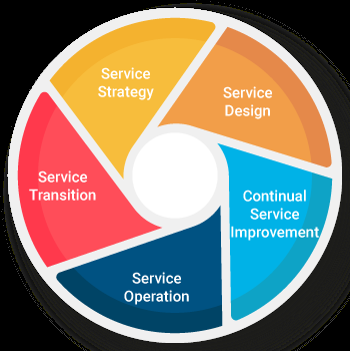 Service
Strategy
Service
Design
Continual
Service
Improvement
Service
Operation
Service
Transition